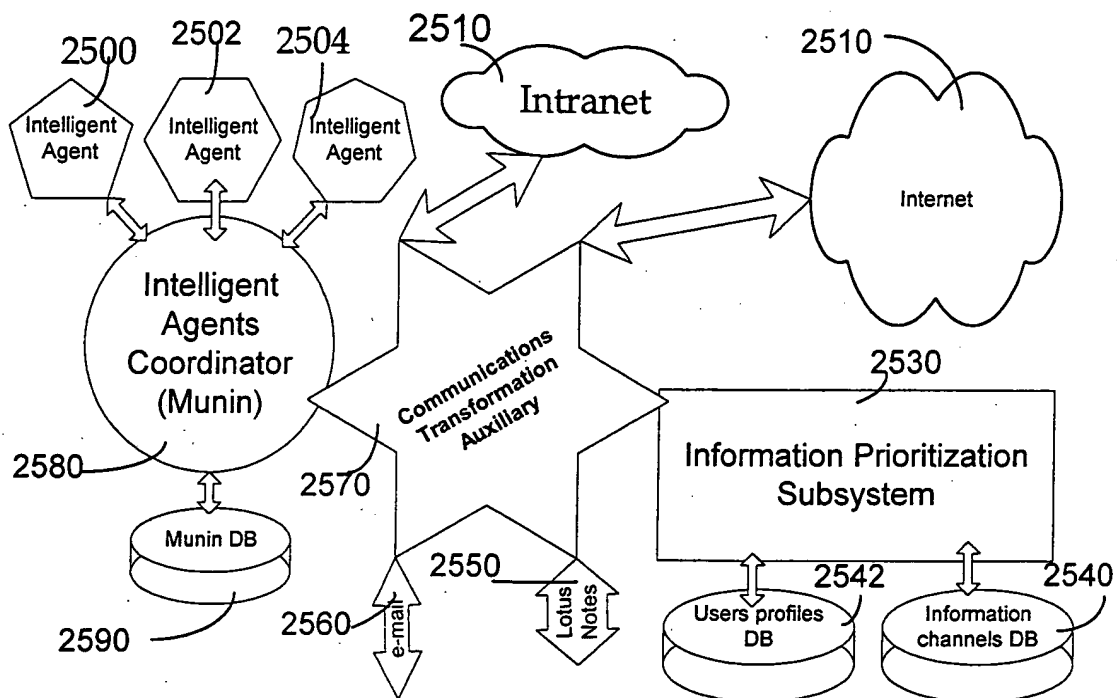 2500
2502
2504
2510
2510
Intelligent
Agent
Intelligent
Agent
Intelligent
Agent
Intranet
Internet
Intelligent
Agents
Coordinator
(Munin)
Communications
Transformation
Auxiliary
2530
Information Prioritization
Subsystem
2580
2570
Munin DB
2590
2560
e-mail
2550
Lotus
Notes
2542
Users profiles
DB
2540
Information
channels DB